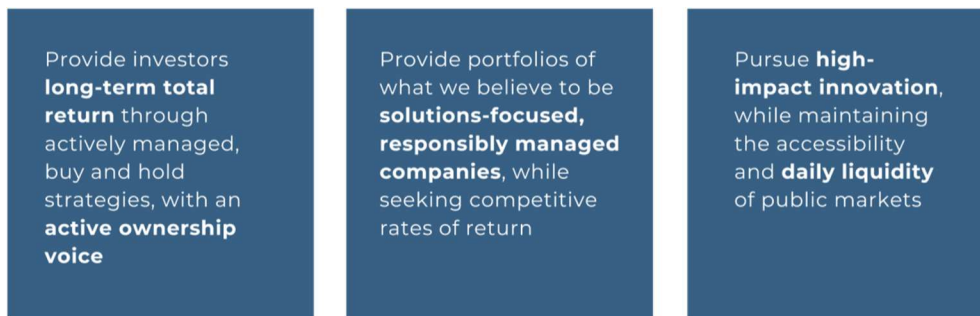 Provide investors
long-term total
return through
actively managed,
buy and hold
strategies, with an
active ownership
voice
Provide portfolios of
what we believe to be
solutions-focused,
responsibly managed
companies, while
seeking competitive
rates of return
Pursue high-
impact innovation,
while maintaining
the accessibility
and daily liquidity
of public markets